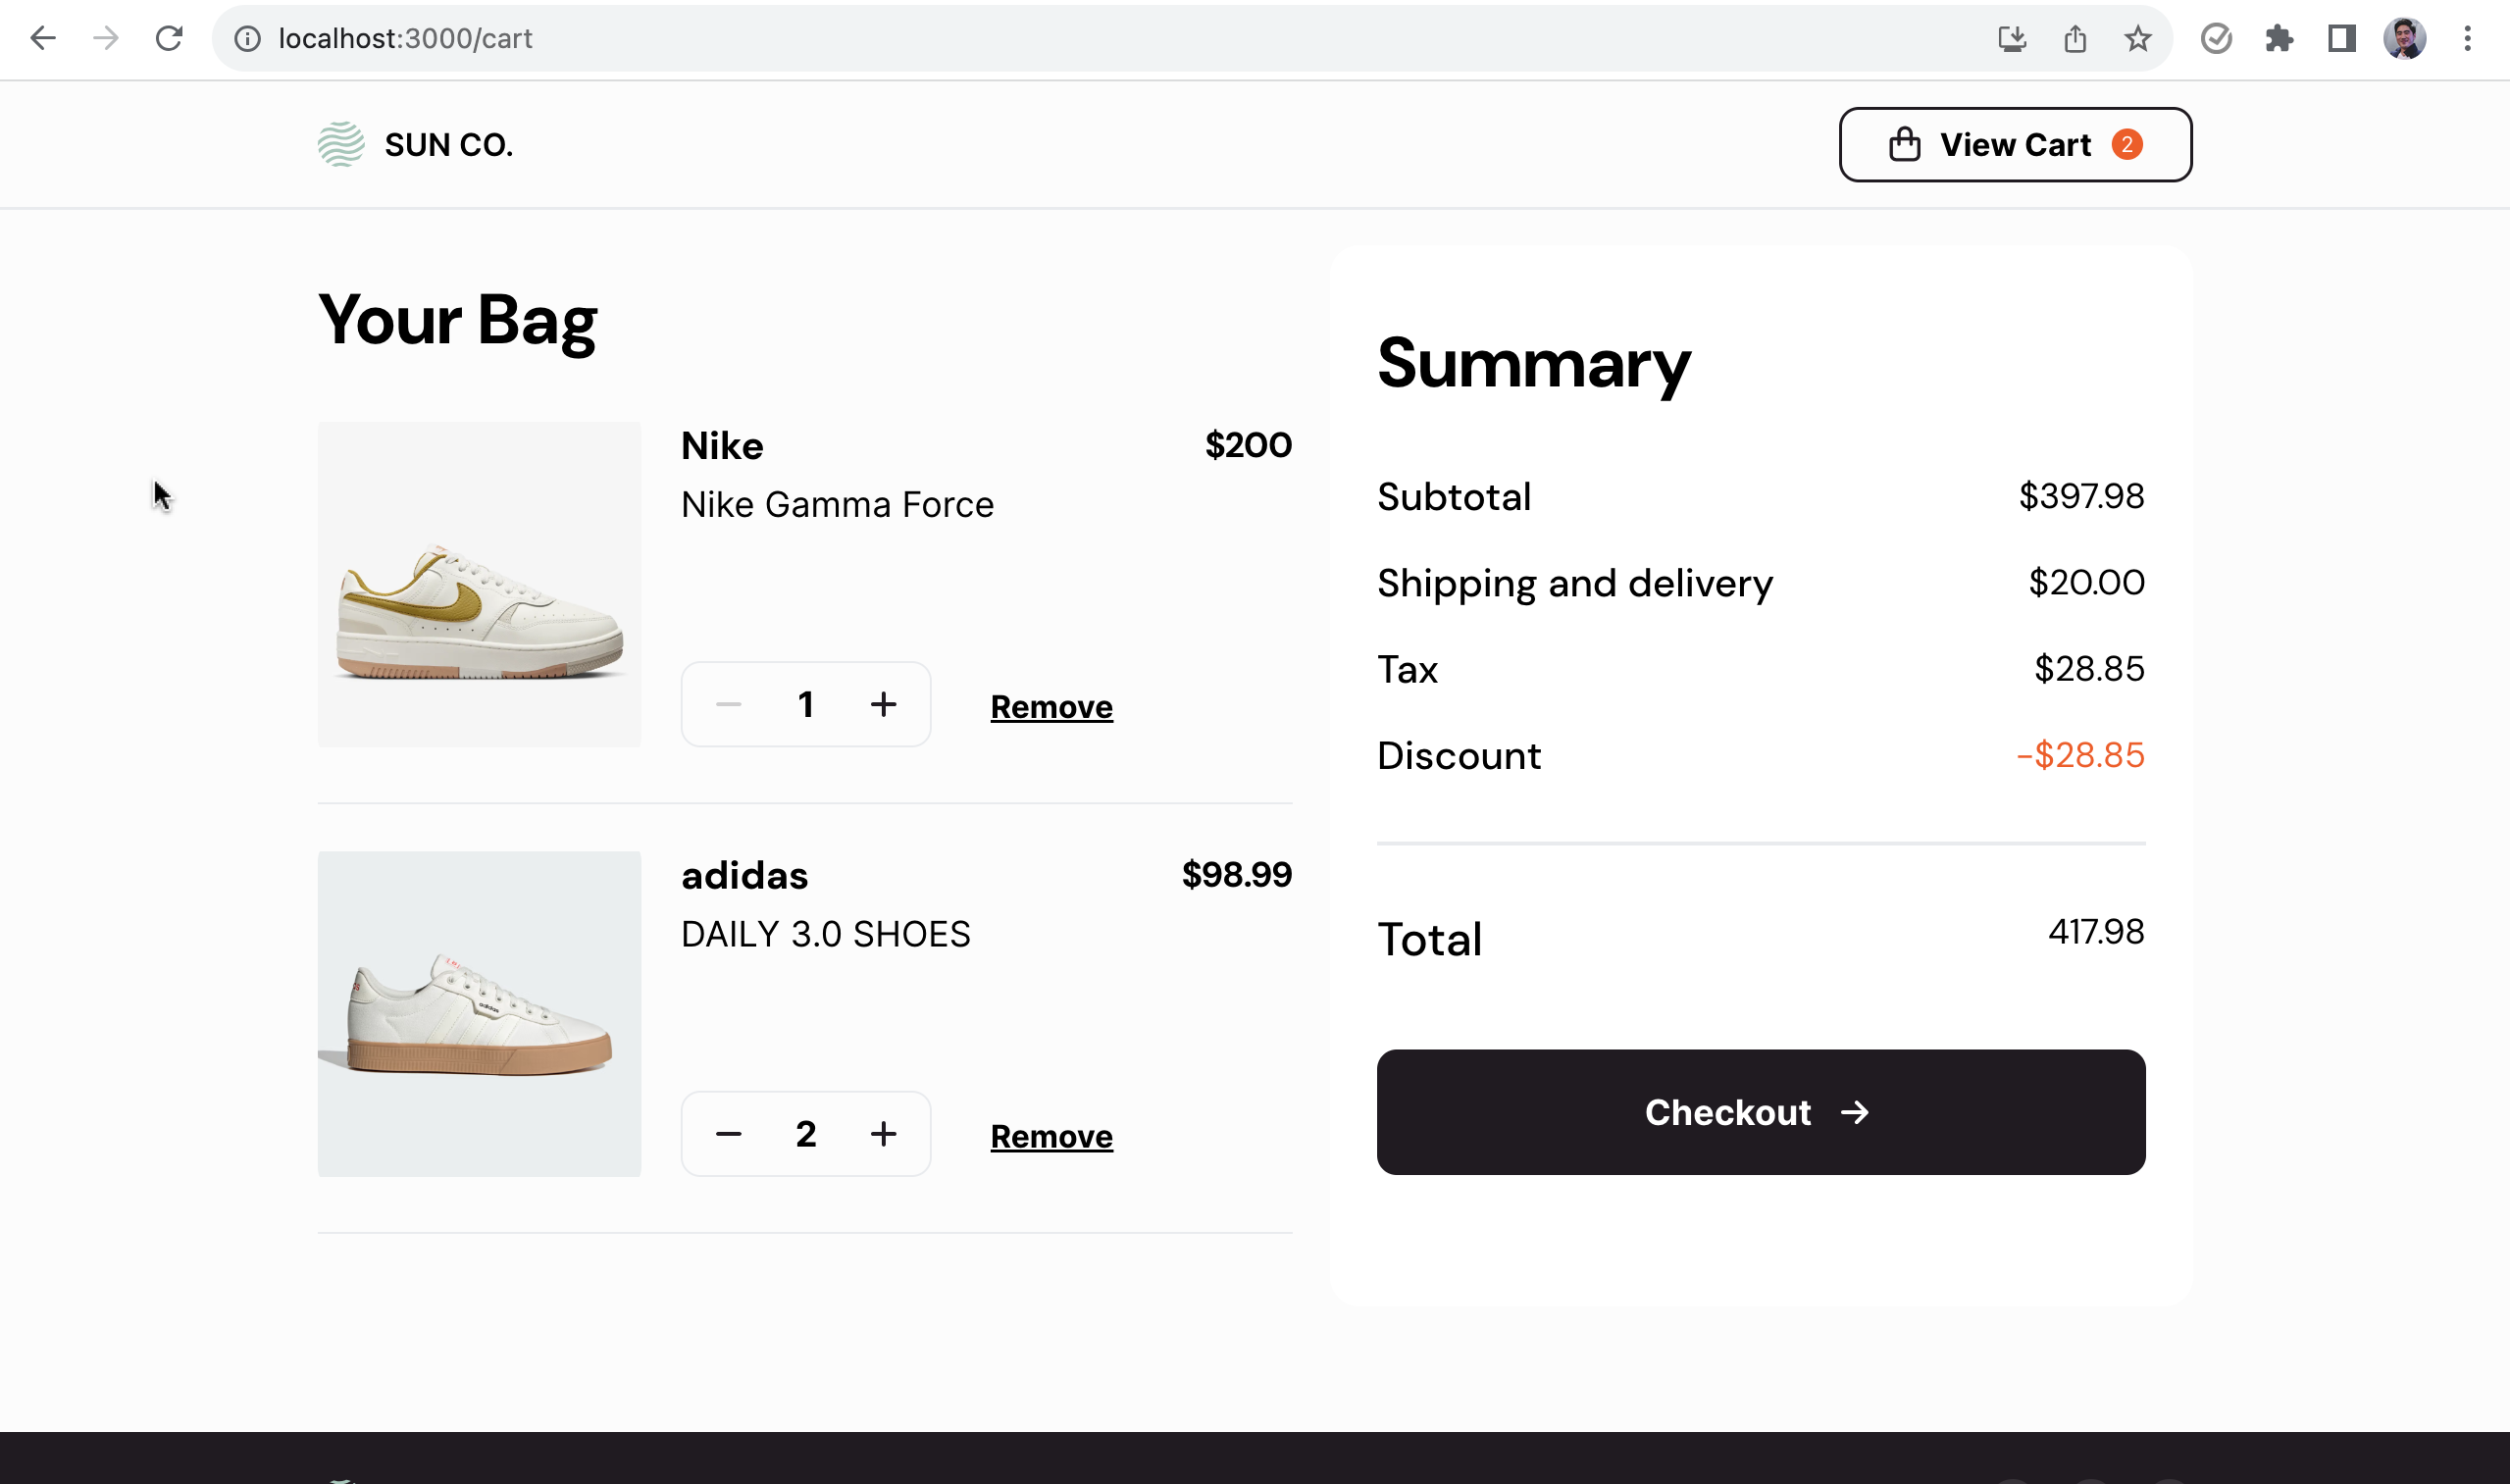 localhost:3000/cart
SUN CO.
View Cart 2
Your Bag
Nike $200
Nike Gamma Force
1 Remove
adidas $98.99
DAILY 3.0 SHOES
adidas
2 Remove
Summary
Subtotal $397.98
Shipping and delivery $20.00
Tax $28.85
Discount -$28.85
Total 417.98
Checkout